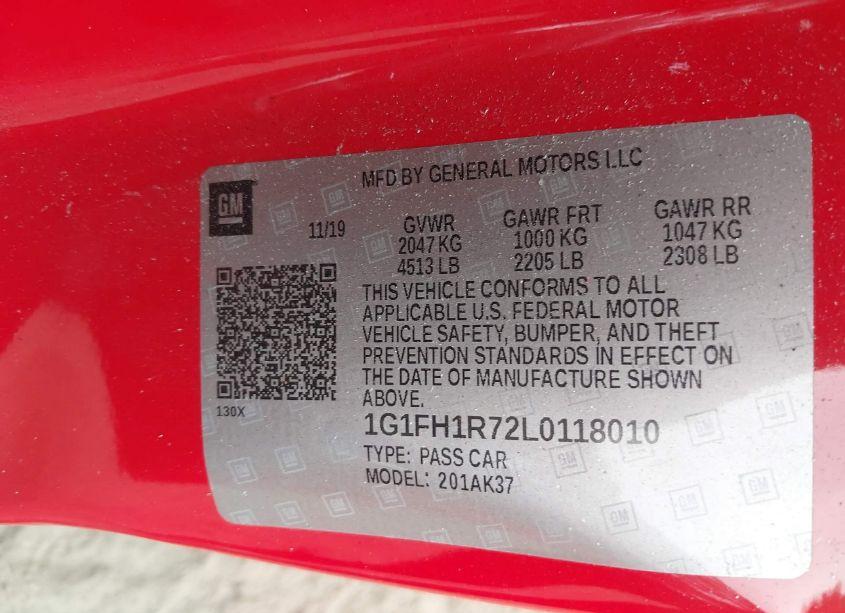 MFD BY GENERAL MOTORS LLC
GM
11/19
GVWR GAWR FRT GAWR RR
2047 KG 1000 KG 1047 KG
4513 LB 2205 LB 2308 LB
THIS VEHICLE CONFORMS TO ALL
APPLICABLE U.S. FEDERAL MOTOR
VEHICLE SAFETY, BUMPER, AND THEFT
PREVENTION STANDARDS IN EFFECT ON
THE DATE OF MANUFACTURE SHOWN
ABOVE.
130X
1G1FH1R72L0118010
TYPE: PASS CAR
MODEL: 201AK37